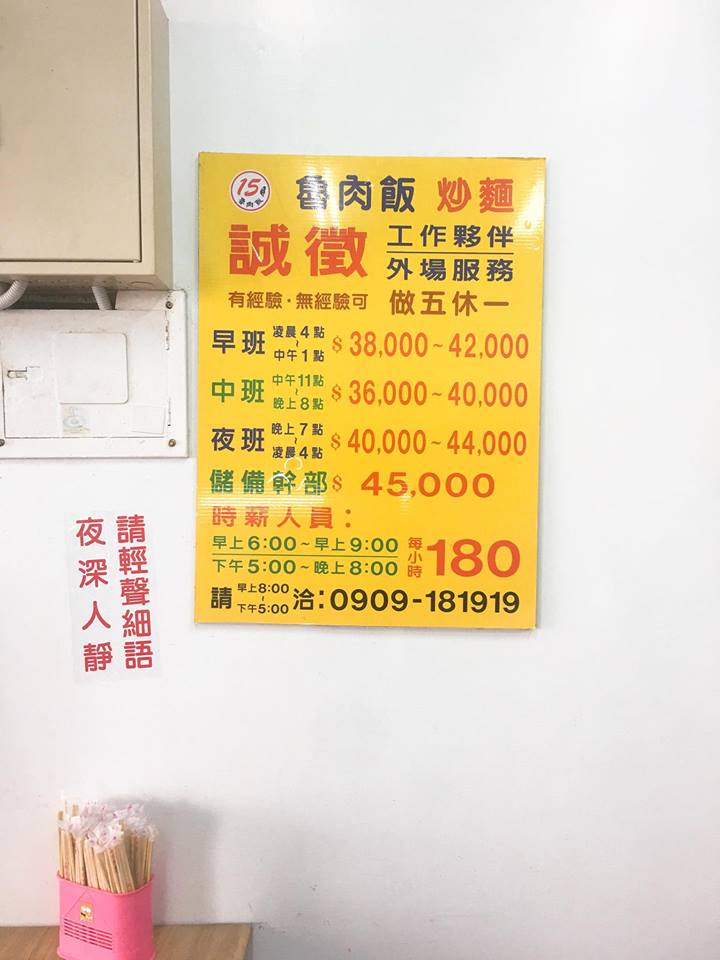 15元
魯肉飯
魯肉飯 炒麵
誠徵 工作夥伴
外場服務
有經驗·無經驗可 做五休一
早班 凌晨4點~中午1點 $ 38,000~42,000
中班 中午11點~晚上8點 $ 36,000~40,000
夜班 晚上7點~凌晨4點 $ 40,000~44,000
儲備幹部 $ 45,000
時薪人員：
早上6:00~早上9:00
下午5:00~晚上8:00
每小時 180
請 早上8:00~下午5:00 洽：0909-181919
請輕聲細語
夜深人靜